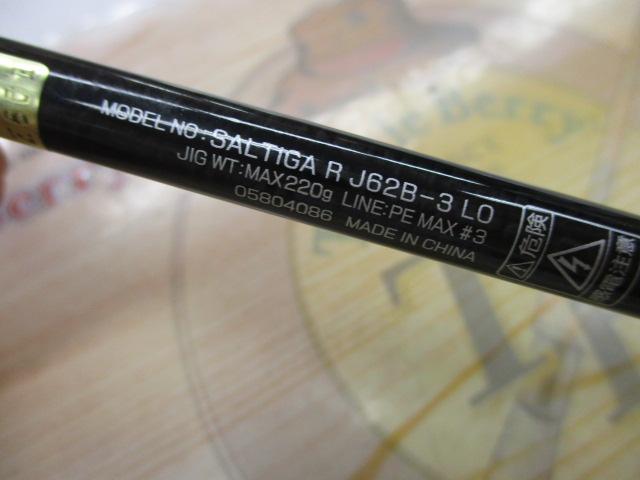 MODEL NO: SALTIGA R J62B-3 LO
JIG WT:MAX220g LINE:PE MAX #3
05804086 MADE IN CHINA
危険
感電注意
Berry